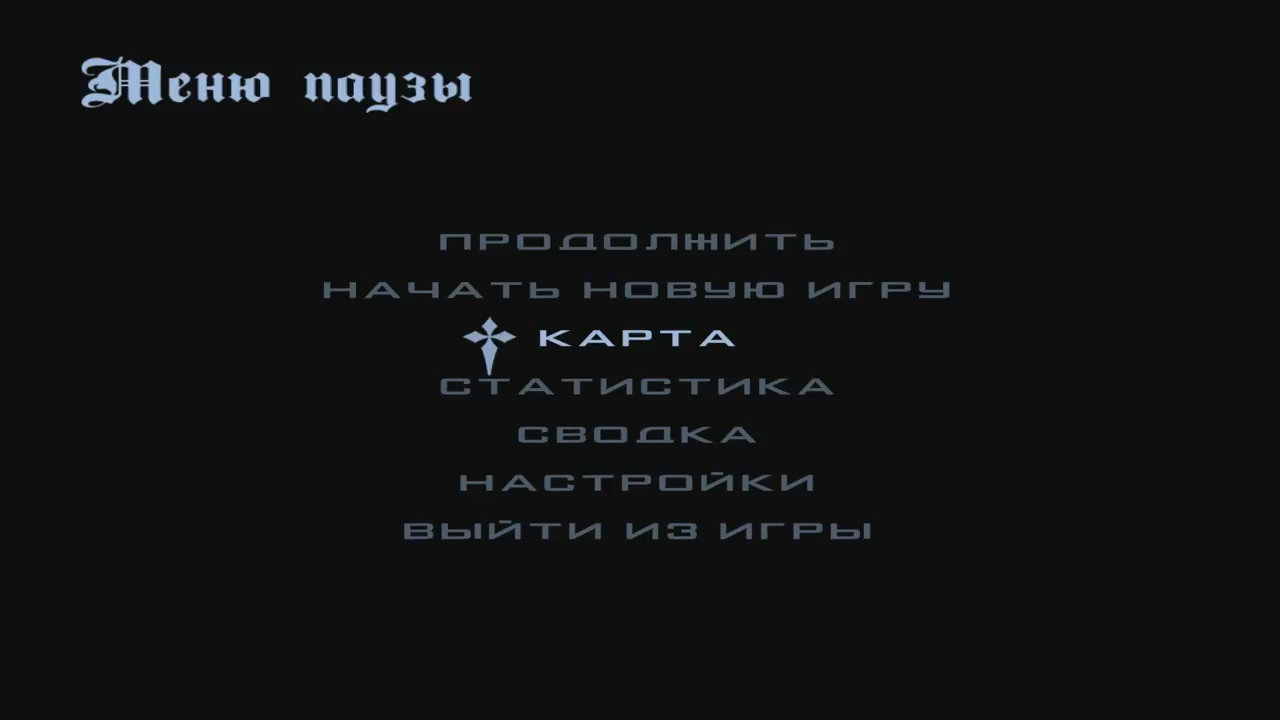 Меню паузы
ПРОДОЛЖИТЬ
НАЧАТЬ НОВУЮ ИГРУ
КАРТА
СТАТИСТИКА
СВОДКА
НАСТРОЙКИ
ВЫЙТИ ИЗ ИГРЫ